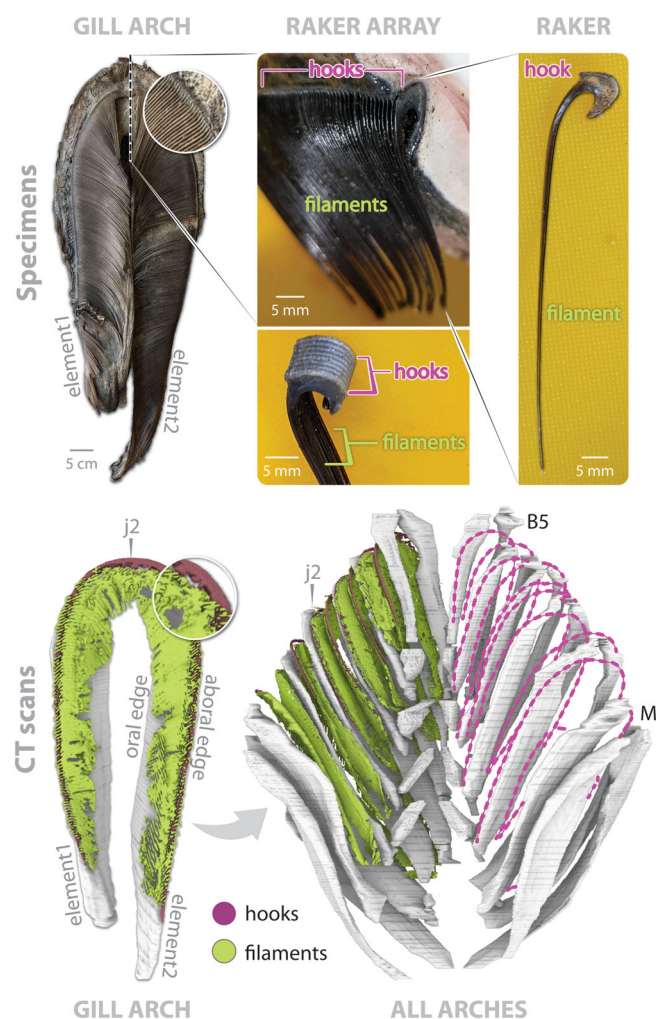 GILL ARCH
RAKER ARRAY
RAKER
Specimens
element1
element2
5 cm
hooks
filaments
5 mm
hooks
filaments
5 mm
hook
filament
5 mm
CT scans
j2
oral edge
aboral edge
element1
element2
hooks
filaments
j2
B5
M
GILL ARCH
ALL ARCHES